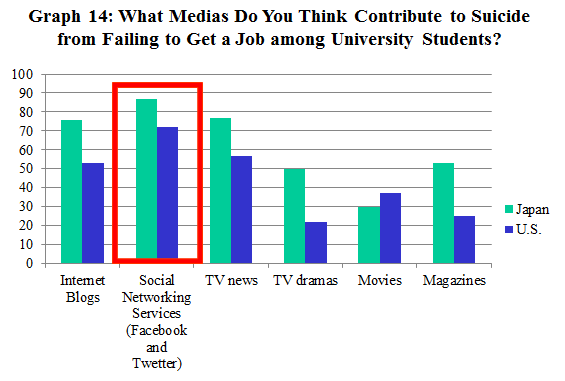 Graph 14: What Medias Do You Think Contribute to Suicide
from Failing to Get a Job among University Students?
100
90
80
70
60
50
40
30
20
10
0
Internet
Blogs
Social
Networking
Services
(Facebook
and
Twetter)
TV news
TV dramas
Movies
Magazines
Japan
U.S.